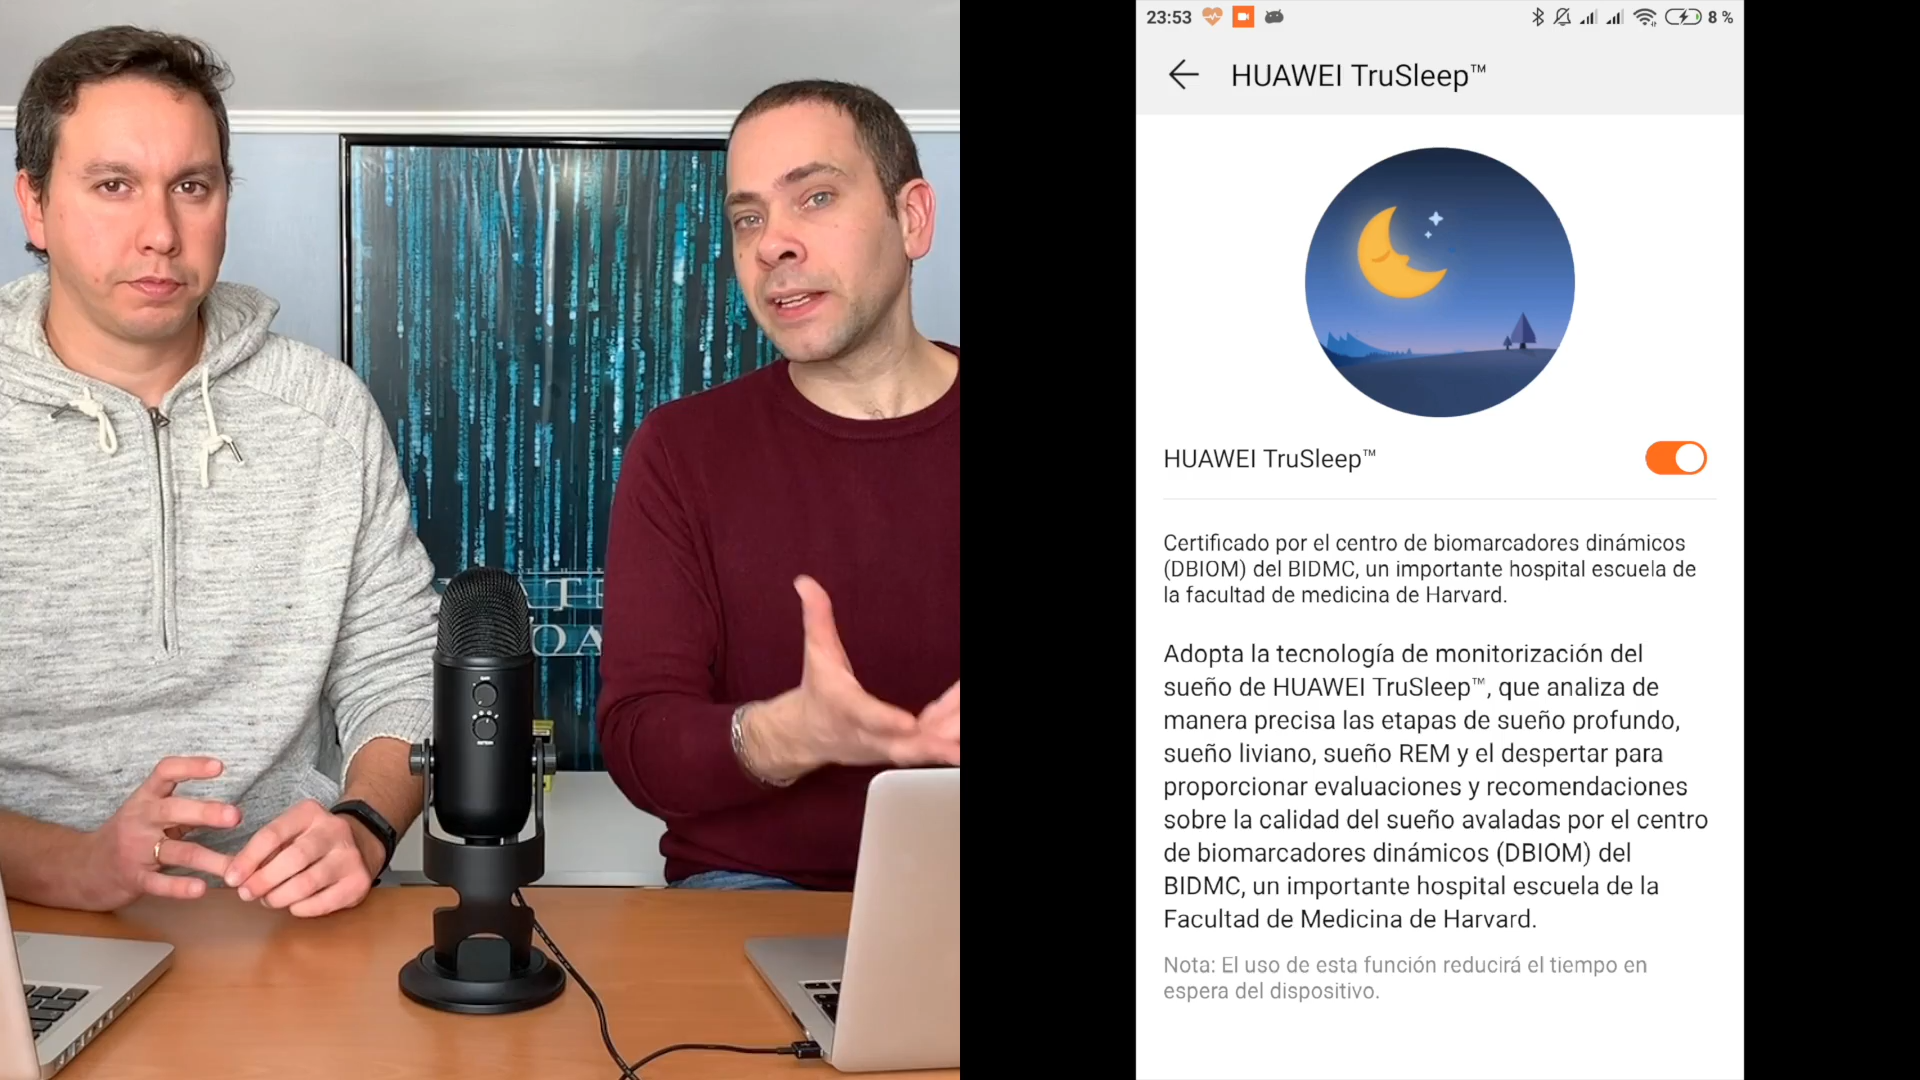 23:53
8 %
HUAWEI TruSleep™
HUAWEI TruSleep™
Certificado por el centro de biomarcadores dinámicos
(DBIOM) del BIDMC, un importante hospital escuela de
la facultad de medicina de Harvard.
Adopta la tecnología de monitorización del
sueño de HUAWEI TruSleep™, que analiza de
manera precisa las etapas de sueño profundo,
sueño liviano, sueño REM y el despertar para
proporcionar evaluaciones y recomendaciones
sobre la calidad del sueño avaladas por el centro
de biomarcadores dinámicos (DBIOM) del
BIDMC, un importante hospital escuela de la
Facultad de Medicina de Harvard.
Nota: El uso de esta función reducirá el tiempo en
espera del dispositivo.